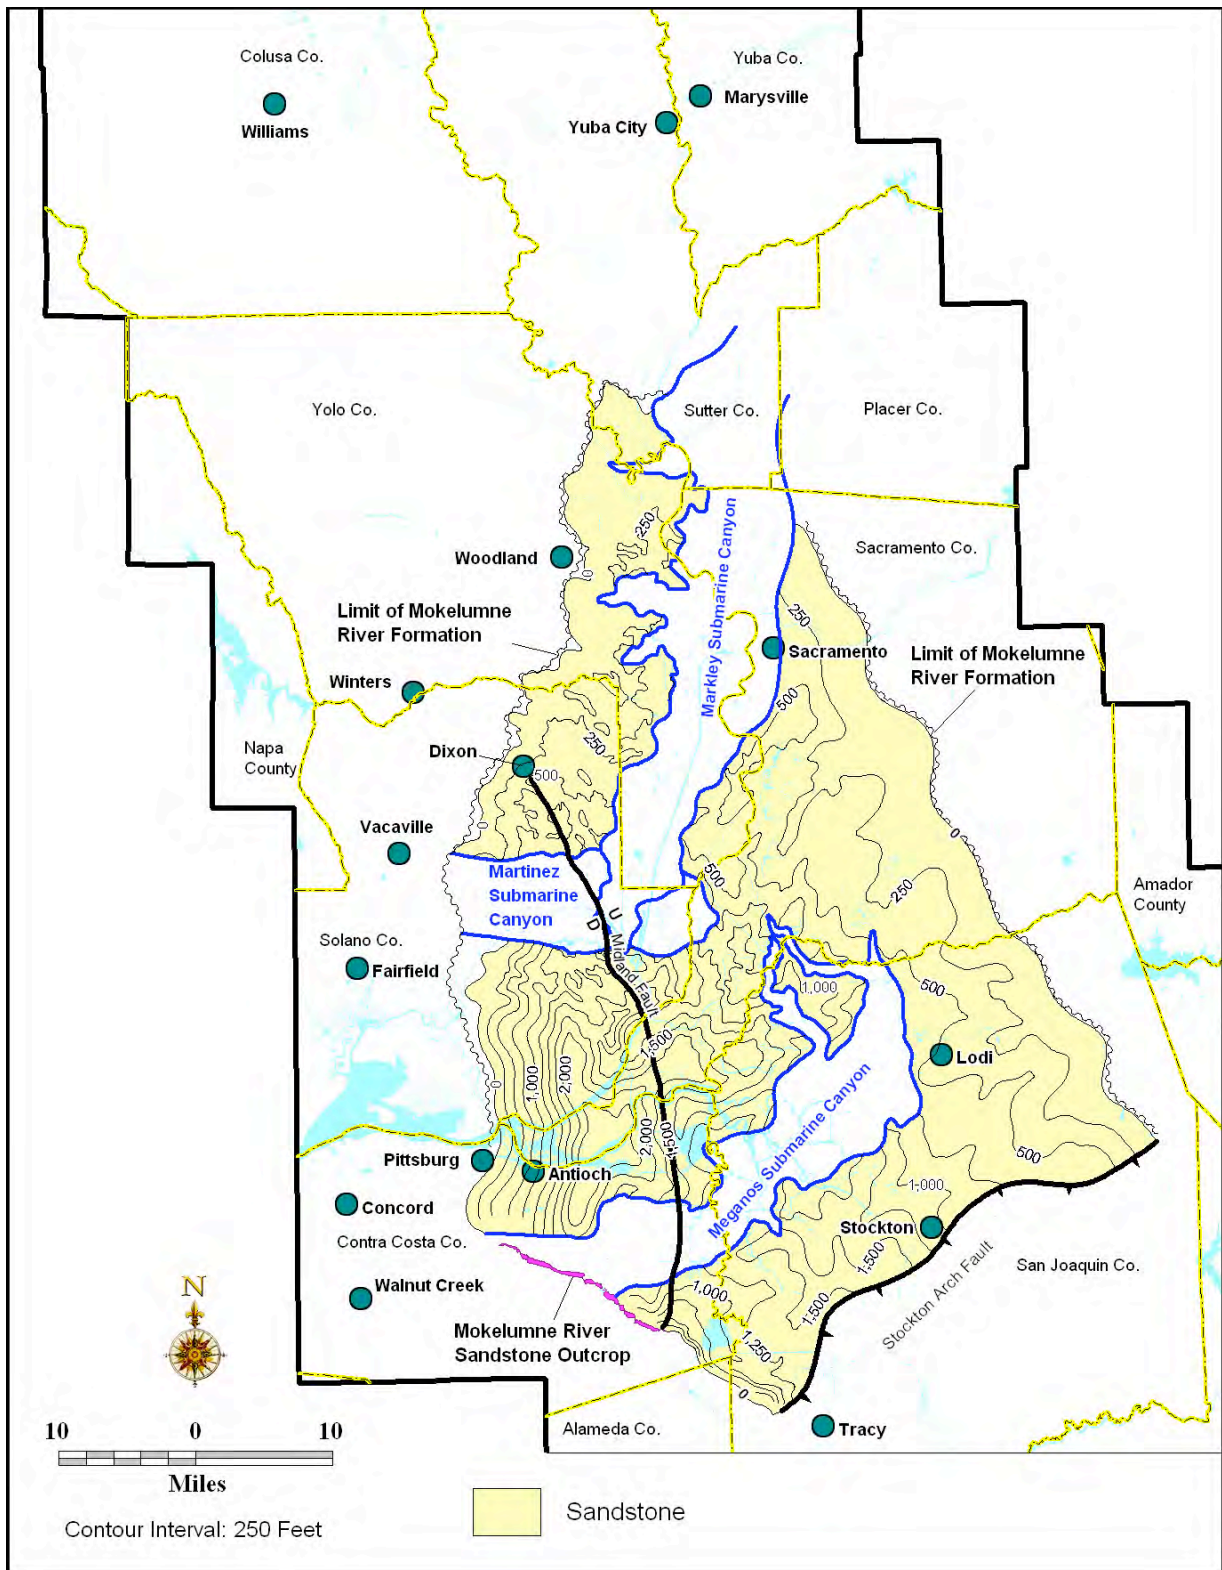 Colusa Co.
Yuba Co.
Williams
Marysville
Yuba City
Yolo Co.
Sutter Co.
Placer Co.
250
Markley Submarine Canyon
Sacramento Co.
Woodland
0
Limit of Mokelumne
River Formation
250
Sacramento
Limit of Mokelumne
River Formation
Winters
500
Napa
County
Dixon
250
500
0
Vacaville
0
500
250
Martinez
Submarine
Canyon
Amador
County
U
D
Midland Fault
Solano Co.
Fairfield
1,000
500
1,500
Lodi
0
1,000
2,000
Meganos Submarine Canyon
2,000
1,500
500
Pittsburg
Antioch
1,000
Concord
Stockton
Contra Costa Co.
1,500
San Joaquin Co.
Stockton Arch Fault
N
Walnut Creek
1,000
1,500
Mokelumne River
Sandstone Outcrop
1,250
0
Alameda Co.
Tracy
10 0 10
Miles
Sandstone
Contour Interval: 250 Feet